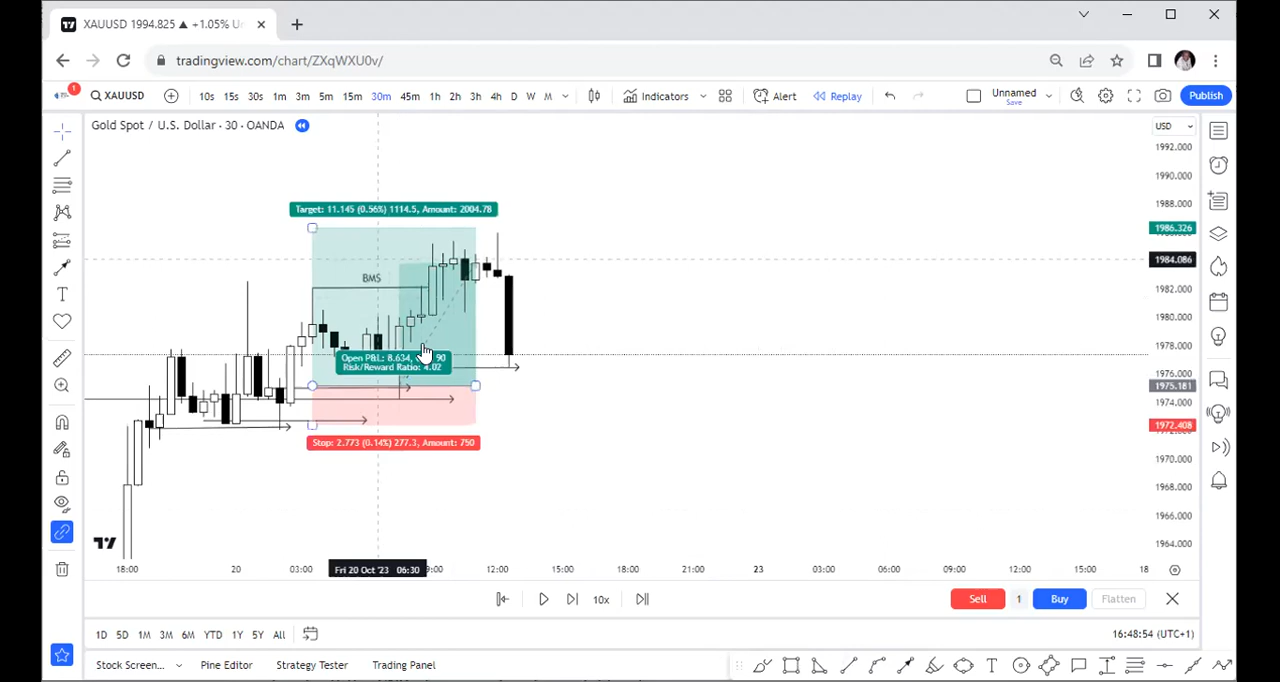 XAUUSD 1994.825 ▲ +1.05% U
tradingview.com/chart/ZXqWXU0v/
1
XAUUSD
10s 15s 30s 1m 3m 5m 15m 30m 45m 1h 2h 3h 4h D W M
Indicators
Alert
Replay
Unnamed
Save
Publish
Gold Spot / U.S. Dollar · 30 · OANDA
USD
1992.000
1990.000
Target: 11.145 (0.56%) 1114.5, Amount: 2004.78
1986.326
1984.086
BMS
1982.000
1980.000
1978.000
Open P&L: 8.634, 90
Risk/Reward Ratio: 4.02
1976.000
1975.181
1974.000
1972.408
Stop: 2.773 (0.14%) 277.3, Amount: 750
1970.000
1968.000
1966.000
1964.000
18:00 20 03:00 Fri 20 Oct '23 06:30 9:00 12:00 15:00 18:00 21:00 23 03:00 06:00 09:00 12:00 15:00 18
10x
Sell 1 Buy Flatten
1D 5D 1M 3M 6M YTD 1Y 5Y All
16:48:54 (UTC+1)
Stock Screen... Pine Editor Strategy Tester Trading Panel